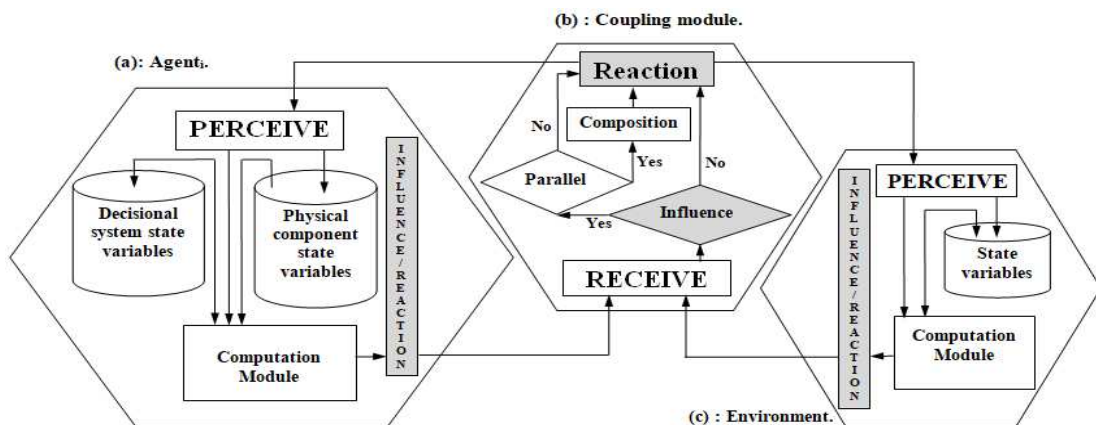 (b) : Coupling module.
(a): Agentᵢ.
Reaction
PERCEIVE
Composition
No
Yes
No
Parallel
Influence
Yes
RECEIVE
Decisional
system state
variables
Physical
component
state
variables
Computation
Module
INFLUENCE/REACTION
INFLUENCE/REACTION
PERCEIVE
State
variables
Computation
Module
(c) : Environment.